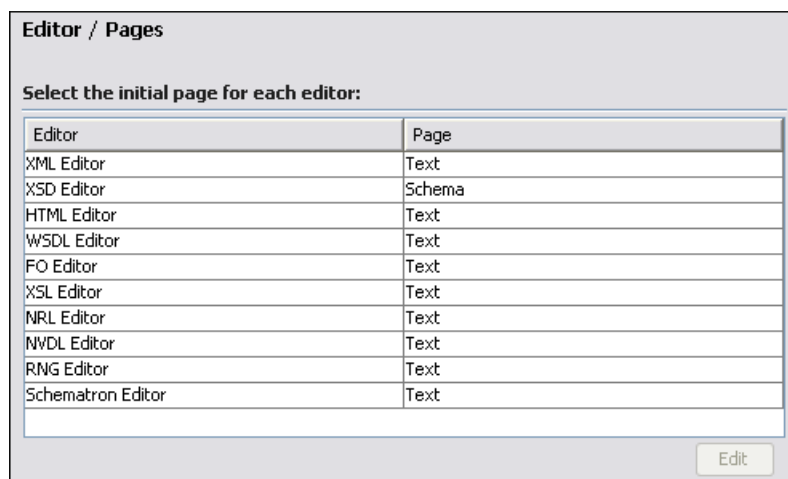 Editor / Pages
Select the initial page for each editor:
Editor Page
XML Editor Text
XSD Editor Schema
HTML Editor Text
WSDL Editor Text
FO Editor Text
XSL Editor Text
NRL Editor Text
NVDL Editor Text
RNG Editor Text
Schematron Editor Text
Edit